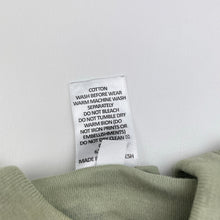 COTTON
WASH BEFORE WEAR
WARM MACHINE WASH
SEPARATELY
DO NOT BLEACH
DO NOT TUMBLE DRY
WARM IRON (DO
NOT IRON PRINTS OR
EMBELLISHMENTS)
DO NOT DRY CLEAN
MADE
SH